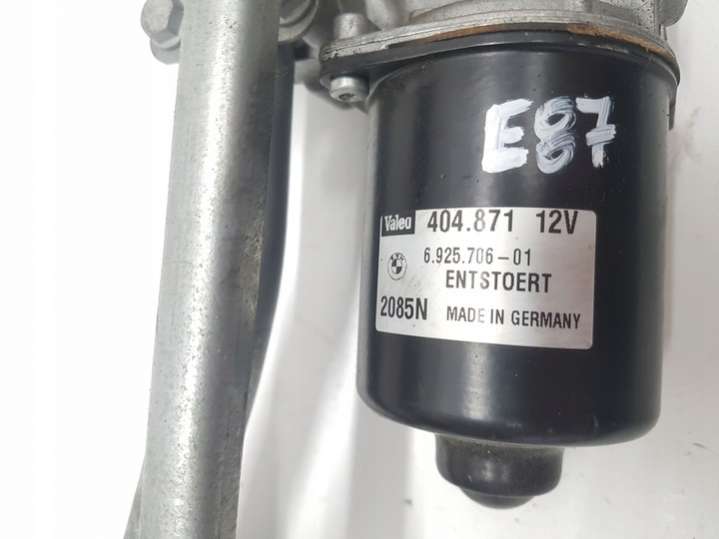 E87
Valeo 404.871 12V
6.925.706-01
ENTSTOERT
2085N MADE IN GERMANY